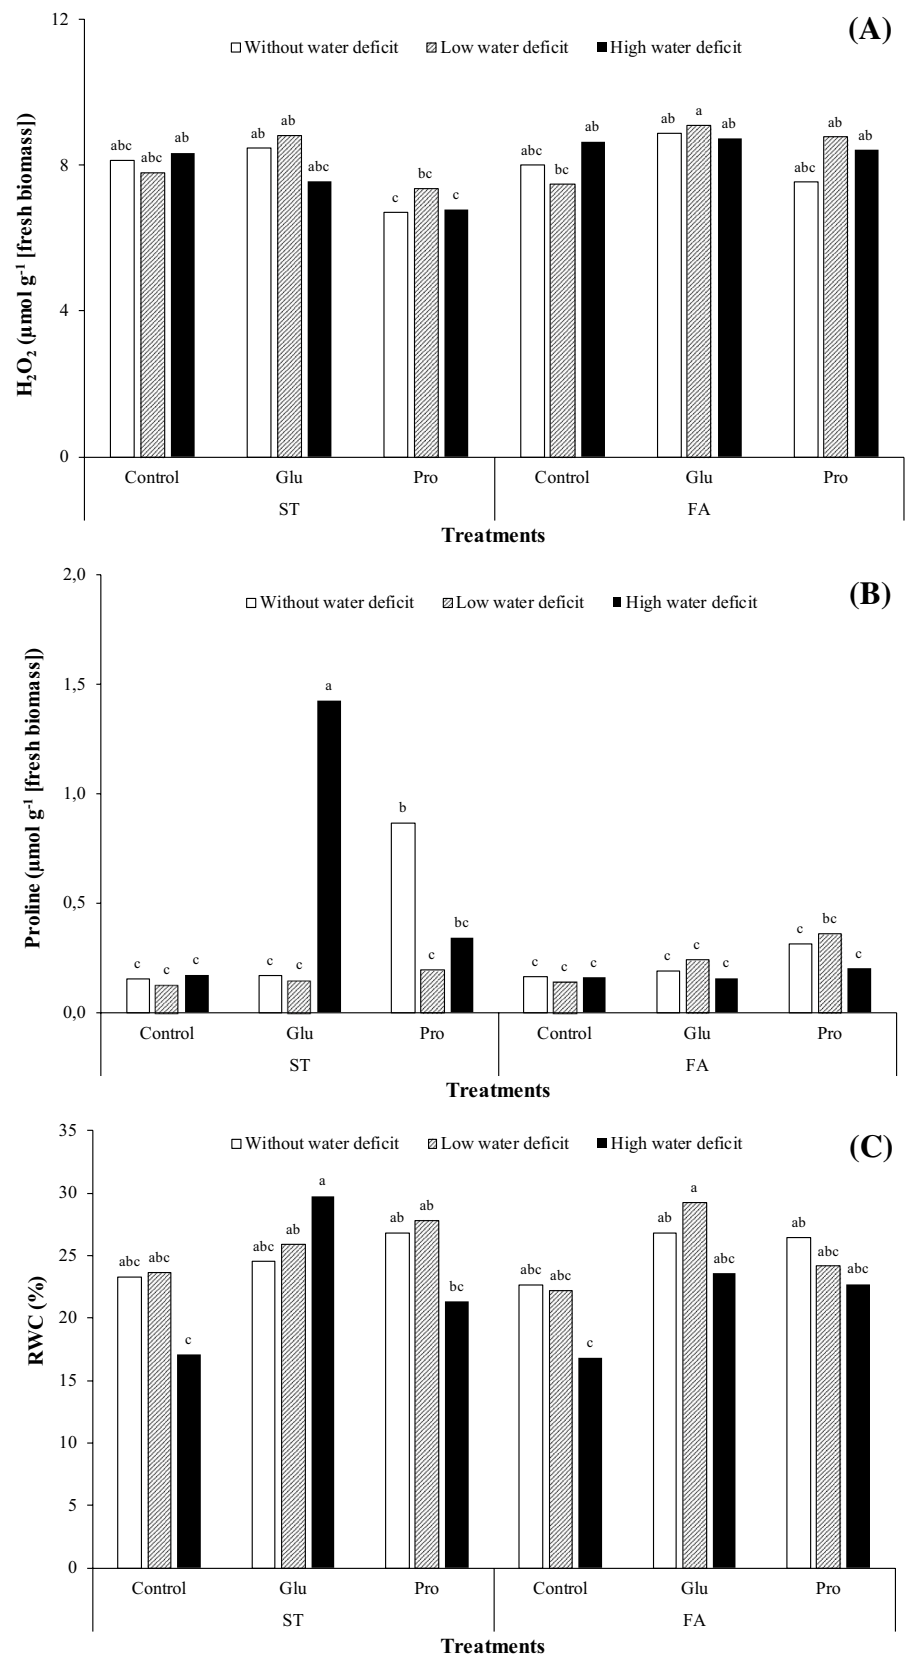 (A)
Without water deficit Low water deficit High water deficit
H₂O₂ (µmol g⁻¹ [fresh biomass])
12
8
4
0
abc abc ab ab ab abc c bc c abc bc ab ab a ab abc ab ab
Control Glu Pro Control Glu Pro
ST FA
Treatments
(B)
Without water deficit Low water deficit High water deficit
Proline (µmol g⁻¹ [fresh biomass])
2,0
1,5
1,0
0,5
0,0
c c c c c a b c bc c c c c c c c bc c
Control Glu Pro Control Glu Pro
ST FA
Treatments
(C)
Without water deficit Low water deficit High water deficit
RWC (%)
35
30
25
20
15
10
5
0
abc abc c abc ab a ab ab bc abc abc c ab a abc ab abc abc
Control Glu Pro Control Glu Pro
ST FA
Treatments